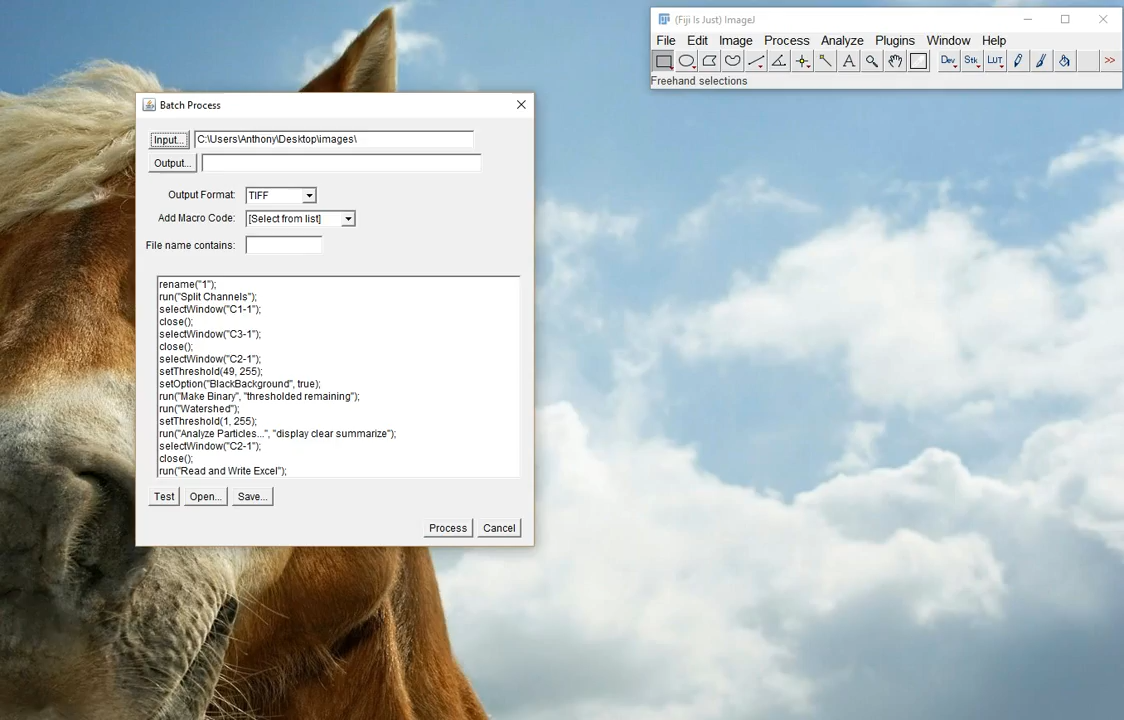 (Fiji Is Just) ImageJ
File Edit Image Process Analyze Plugins Window Help
A Dev Stk LUT >>
Freehand selections
Batch Process
Input... C:\Users\Anthony\Desktop\images\
Output...
Output Format: TIFF
Add Macro Code: [Select from list]
File name contains:
rename("1");
run("Split Channels");
selectWindow("C1-1");
close();
selectWindow("C3-1");
close();
selectWindow("C2-1");
setThreshold(49, 255);
setOption("BlackBackground", true);
run("Make Binary", "thresholded remaining");
run("Watershed");
setThreshold(1, 255);
run("Analyze Particles...", "display clear summarize");
selectWindow("C2-1");
close();
run("Read and Write Excel");
Test Open... Save...
Process Cancel